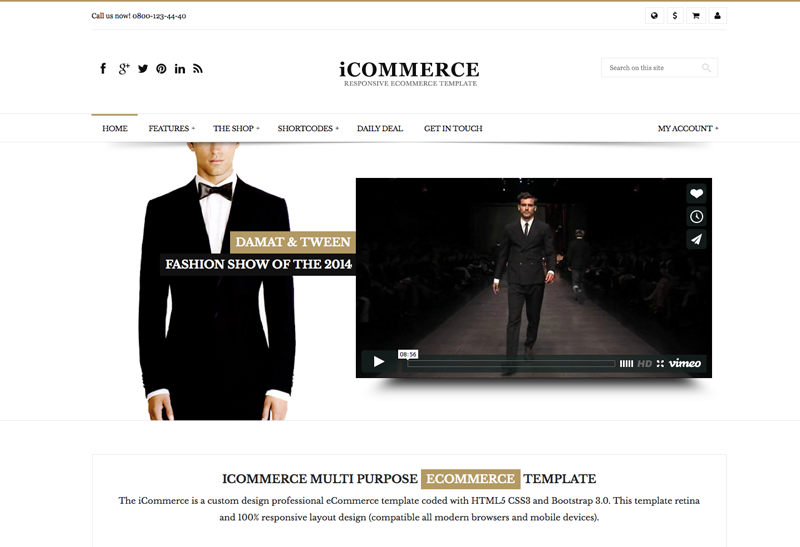 Call us now! 0800-123-44-40
iCOMMERCE
RESPONSIVE ECOMMERCE TEMPLATE
Search on this site
HOME
FEATURES +
THE SHOP +
SHORTCODES +
DAILY DEAL
GET IN TOUCH
MY ACCOUNT +
DAMAT & TWEEN
FASHION SHOW OF THE 2014
08:56
HD
vimeo
ICOMMERCE MULTI PURPOSE ECOMMERCE TEMPLATE
The iCommerce is a custom design professional eCommerce template coded with HTML5 CSS3 and Bootstrap 3.0. This template retina
and 100% responsive layout design (compatible all modern browsers and mobile devices).